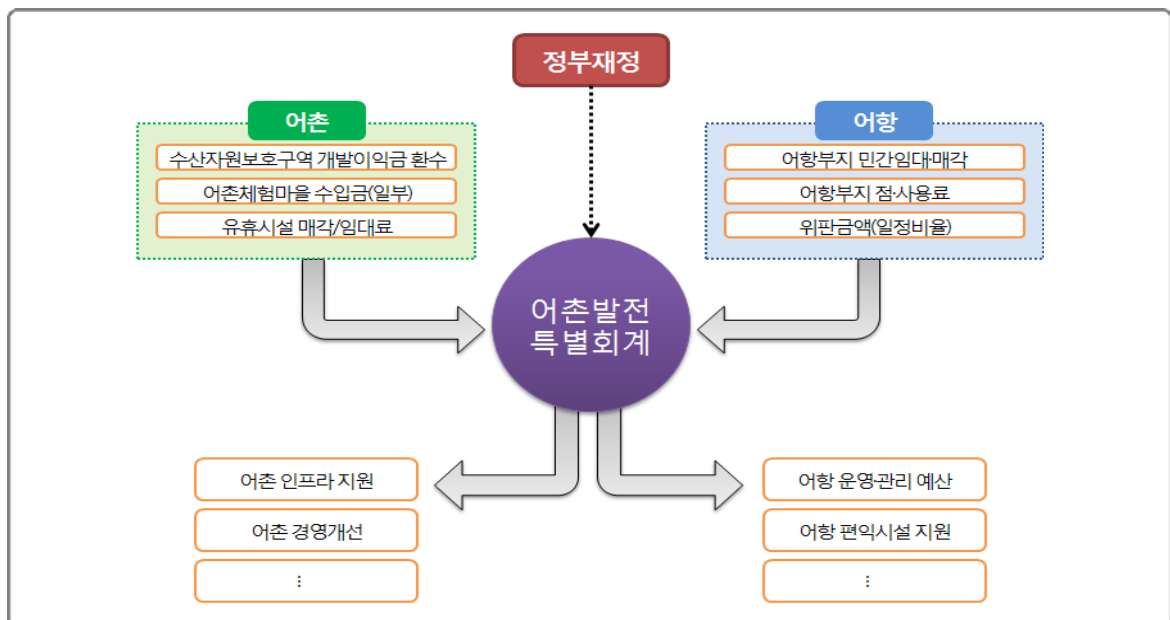 정부재정
어촌
수산자원보호구역 개발이익금 환수
어촌체험마을 수입금(일부)
유휴시설 매각/임대료
어항
어항부지 민간임대·매각
어항부지 점·사용료
위판금액(일정비율)
어촌발전
특별회계
어촌 인프라 지원
어촌 경영개선
⋮
어항 운영·관리 예산
어항 편익시설 지원
⋮